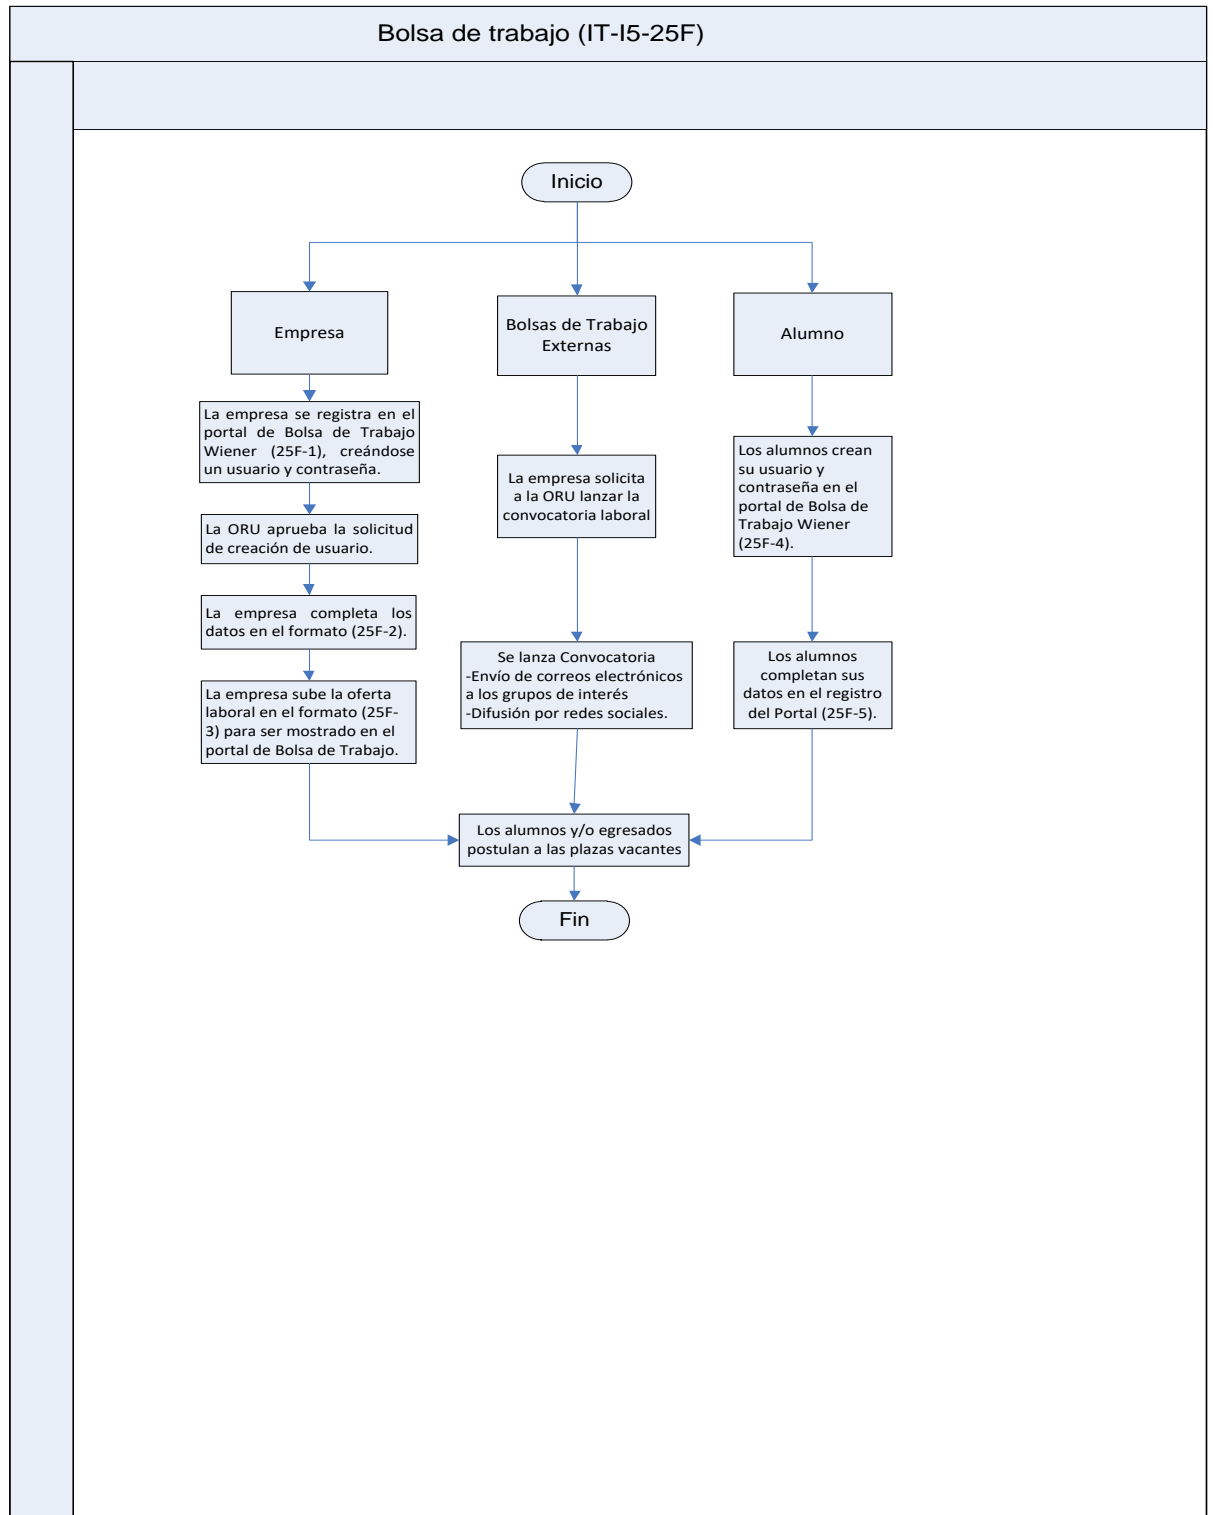 Bolsa de trabajo (IT-I5-25F)
Inicio
Empresa
Bolsas de Trabajo
Externas
Alumno
La empresa se registra en el
portal de Bolsa de Trabajo
Wiener (25F-1), creándose
un usuario y contraseña.
La ORU aprueba la solicitud
de creación de usuario.
La empresa completa los
datos en el formato (25F-2).
La empresa sube la oferta
laboral en el formato (25F-
3) para ser mostrado en el
portal de Bolsa de Trabajo.
La empresa solicita
a la ORU lanzar la
convocatoria laboral
Se lanza Convocatoria
-Envío de correos electrónicos
a los grupos de interés
-Difusión por redes sociales.
Los alumnos crean
su usuario y
contraseña en el
portal de Bolsa de
Trabajo Wiener
(25F-4).
Los alumnos
completan sus
datos en el registro
del Portal (25F-5).
Los alumnos y/o egresados
postulan a las plazas vacantes
Fin